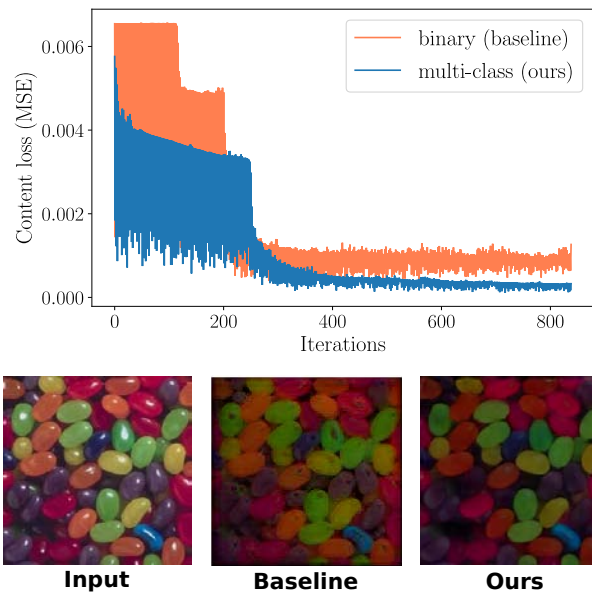 binary (baseline)
multi-class (ours)
Content loss (MSE)
0.006
0.004
0.002
0.000
0 200 400 600 800
Iterations
Input Baseline Ours